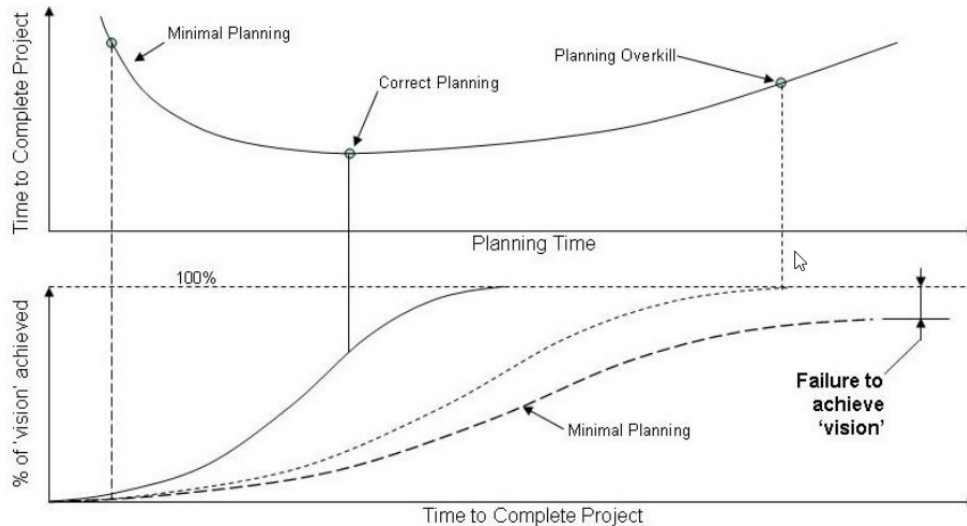 Time to Complete Project
Minimal Planning
Correct Planning
Planning Overkill
Planning Time
% of 'vision' achieved
100%
Minimal Planning
Failure to
achieve
'vision'
Time to Complete Project